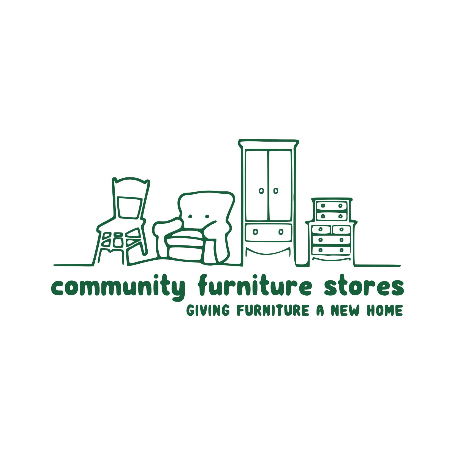 community furniture stores
GIVING FURNITURE A NEW HOME